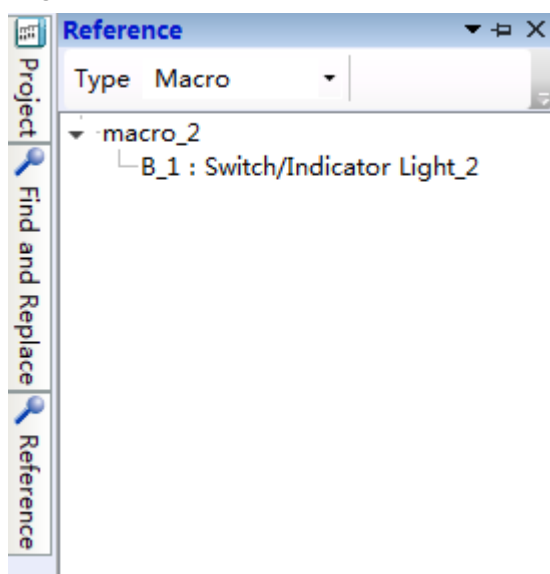 Reference
Type Macro
macro_2
B_1 : Switch/Indicator Light_2
Project
Find and Replace
Reference